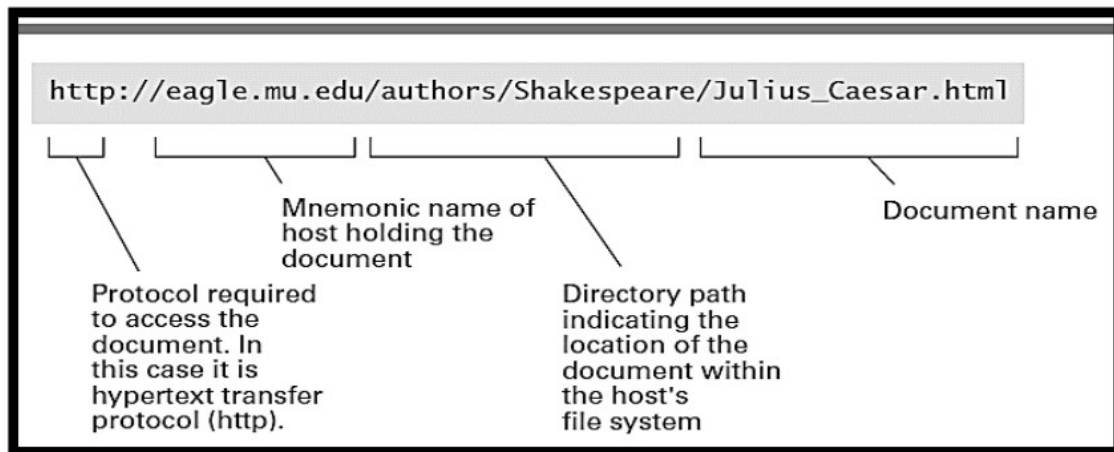 http://eagle.mu.edu/authors/Shakespeare/Julius_Caesar.html
Mnemonic name of
host holding the
document
Document name
Protocol required
to access the
document. In
this case it is
hypertext transfer
protocol (http).
Directory path
indicating the
location of the
document within
the host's
file system